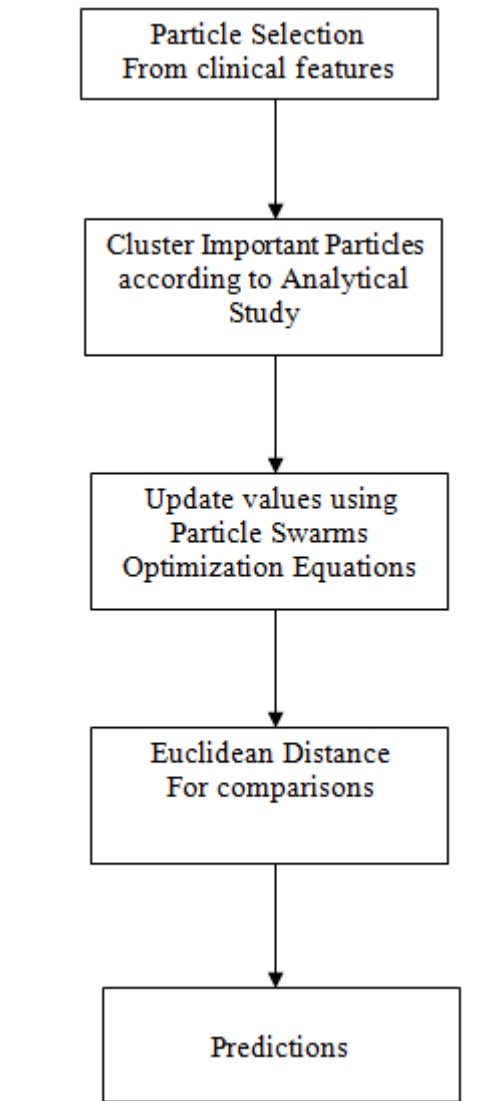 Particle Selection
From clinical features
Cluster Important Particles
according to Analytical
Study
Update values using
Particle Swarms
Optimization Equations
Euclidean Distance
For comparisons
Predictions